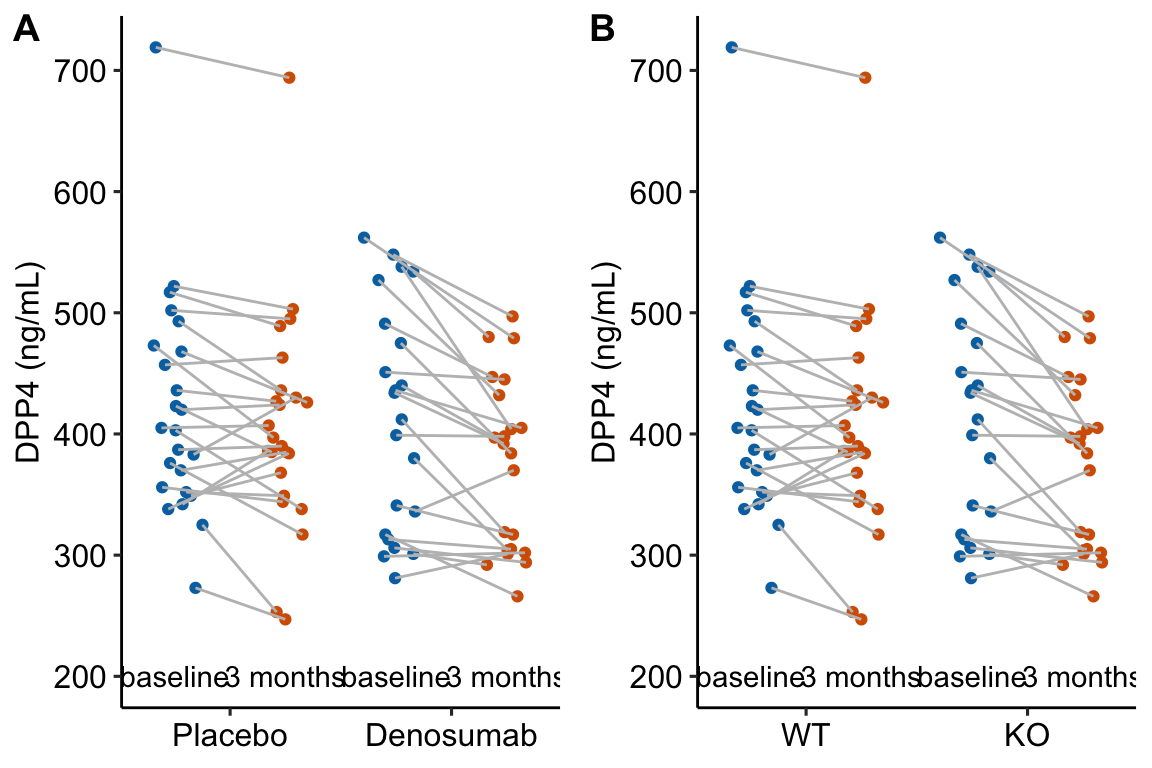 A
DPP4 (ng/mL)
700
600
500
400
300
200
baseline 3 months baseline 3 months
Placebo Denosumab
B
DPP4 (ng/mL)
700
600
500
400
300
200
baseline 3 months baseline 3 months
WT KO